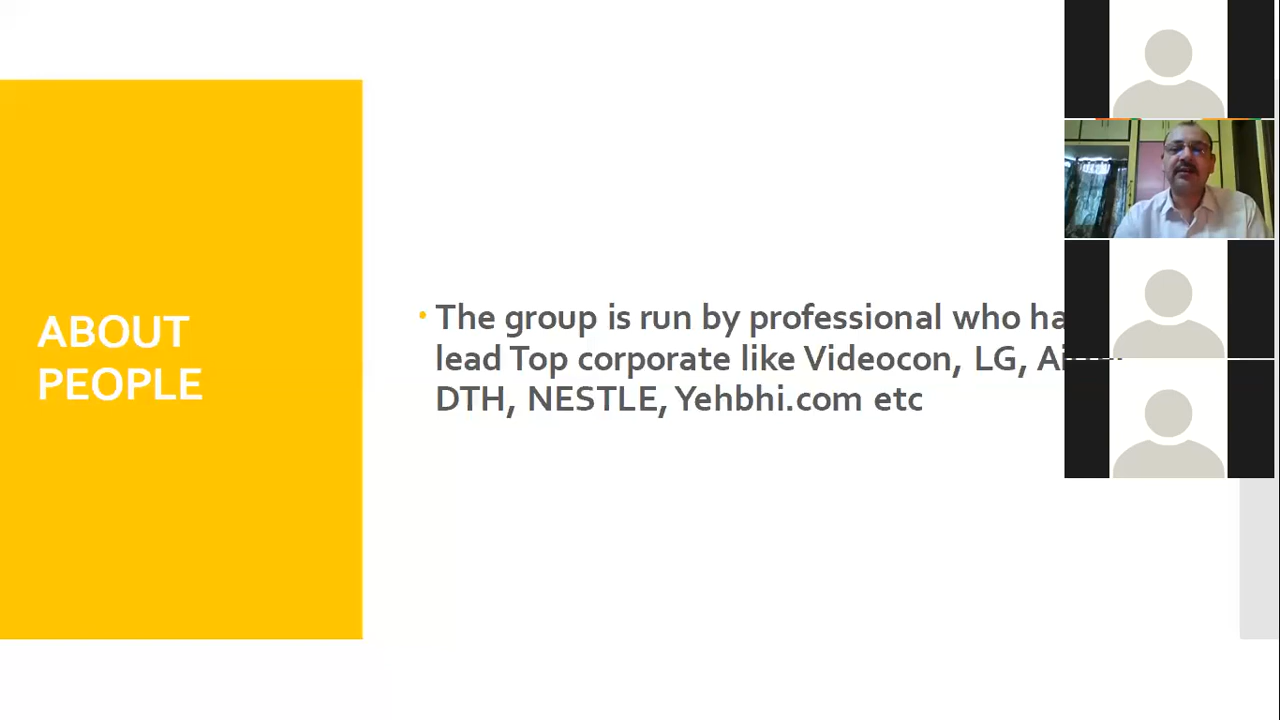 ABOUT
PEOPLE
• The group is run by professional who
lead Top corporate like Videocon, LG,
DTH, NESTLE, Yehbhi.com etc